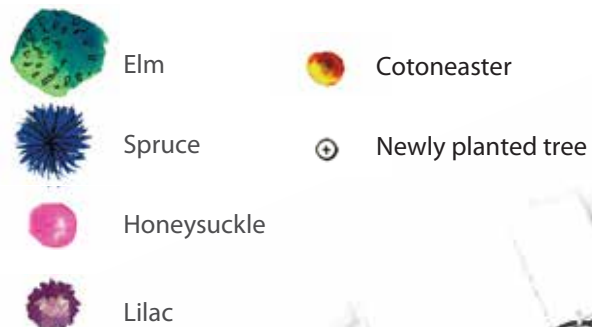 Elm
Spruce
Honeysuckle
Lilac
Cotoneaster
Newly planted tree